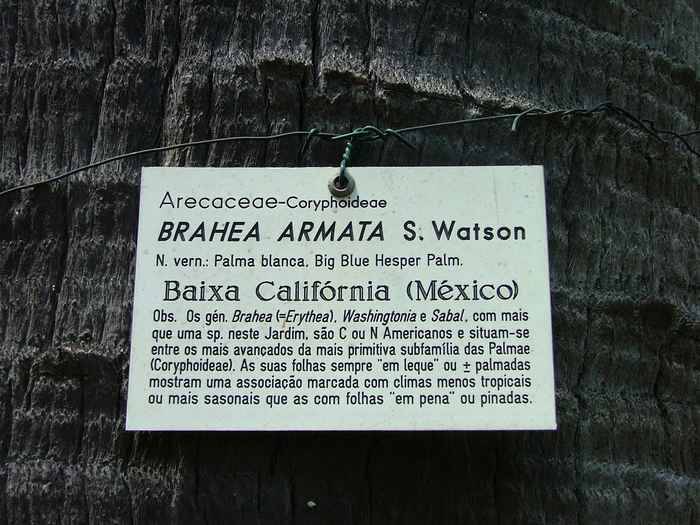 Arecaceae-Coryphoideae
BRAHEA ARMATA S. Watson
N. vern.: Palma blanca, Big Blue Hesper Palm.
Baixa Califórnia (México)
Obs. Os gén. Brahea (=Erythea), Washingtonia e Sabal, com mais
que uma sp. neste Jardim, são C ou N Americanos e situam-se
entre os mais avançados da mais primitiva subfamília das Palmae
(Coryphoideae). As suas folhas sempre "em leque" ou ± palmadas
mostram uma associação marcada com climas menos tropicais
ou mais sasonais que as com folhas "em pena" ou pinadas.